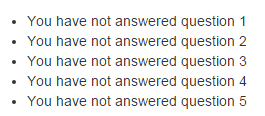 • You have not answered question 1
• You have not answered question 2
• You have not answered question 3
• You have not answered question 4
• You have not answered question 5